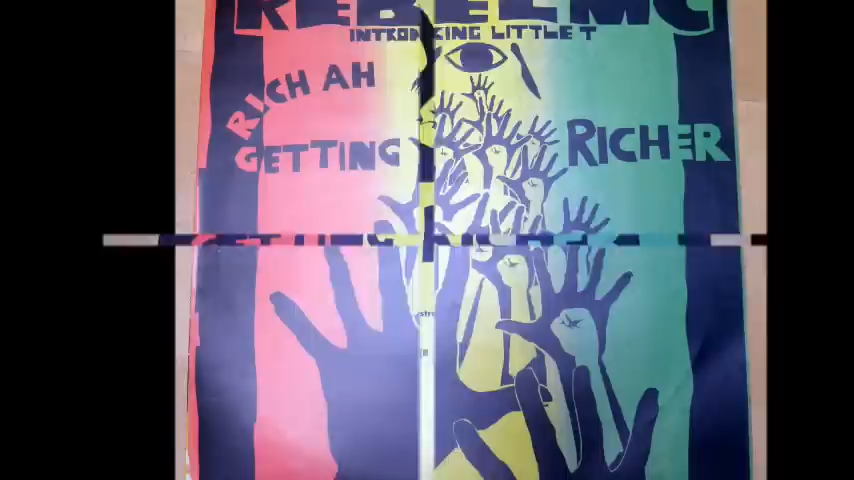 REBEL MC
INTRODUCING LITTLE T
RICH AH
GETTING RICHER